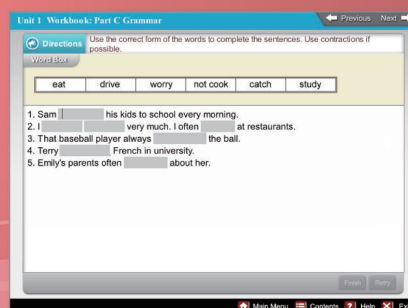 Unit 1 Workbook: Part C Grammar
Previous Next
Directions
Use the correct form of the words to complete the sentences. Use contractions if
possible.
Word Box
eat drive worry not cook catch study
1. Sam his kids to school every morning.
2. I very much. I often at restaurants.
3. That baseball player always the ball.
4. Terry French in university.
5. Emily's parents often about her.
Finish Retry
Main Menu Contents ? Help X Ex